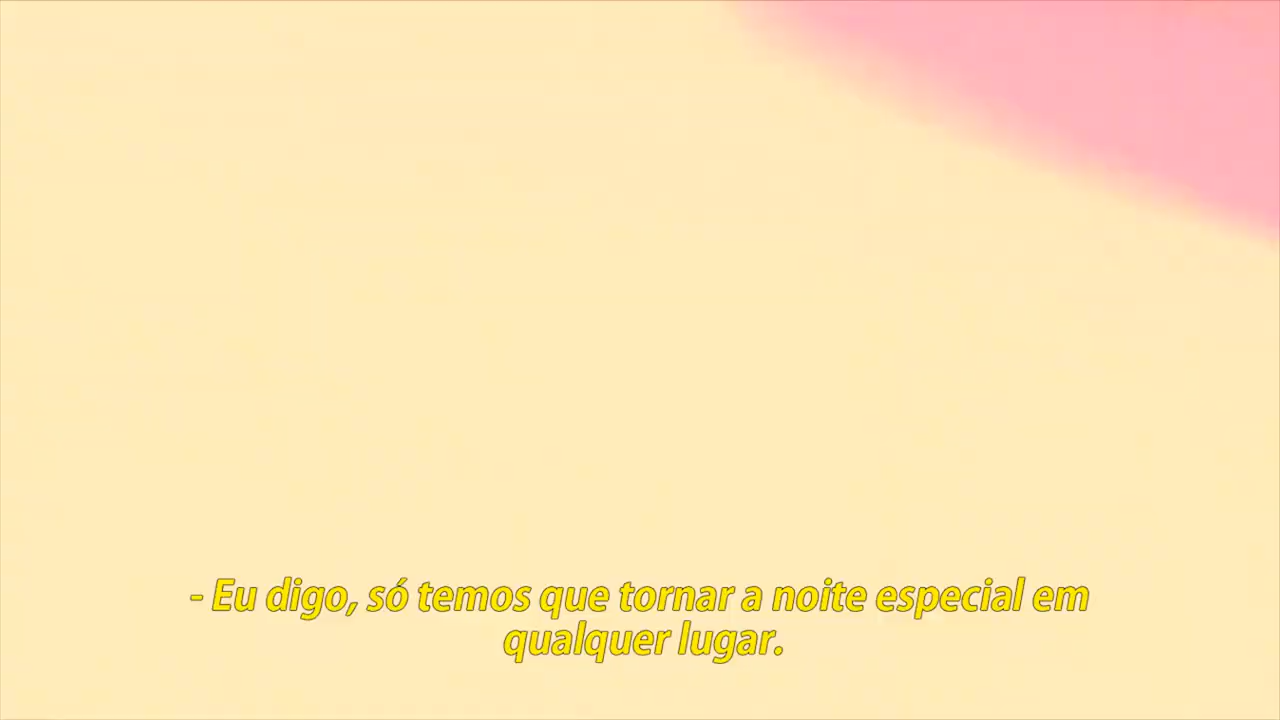 - Eu digo, só temos que tornar a noite especial em
qualquer lugar.